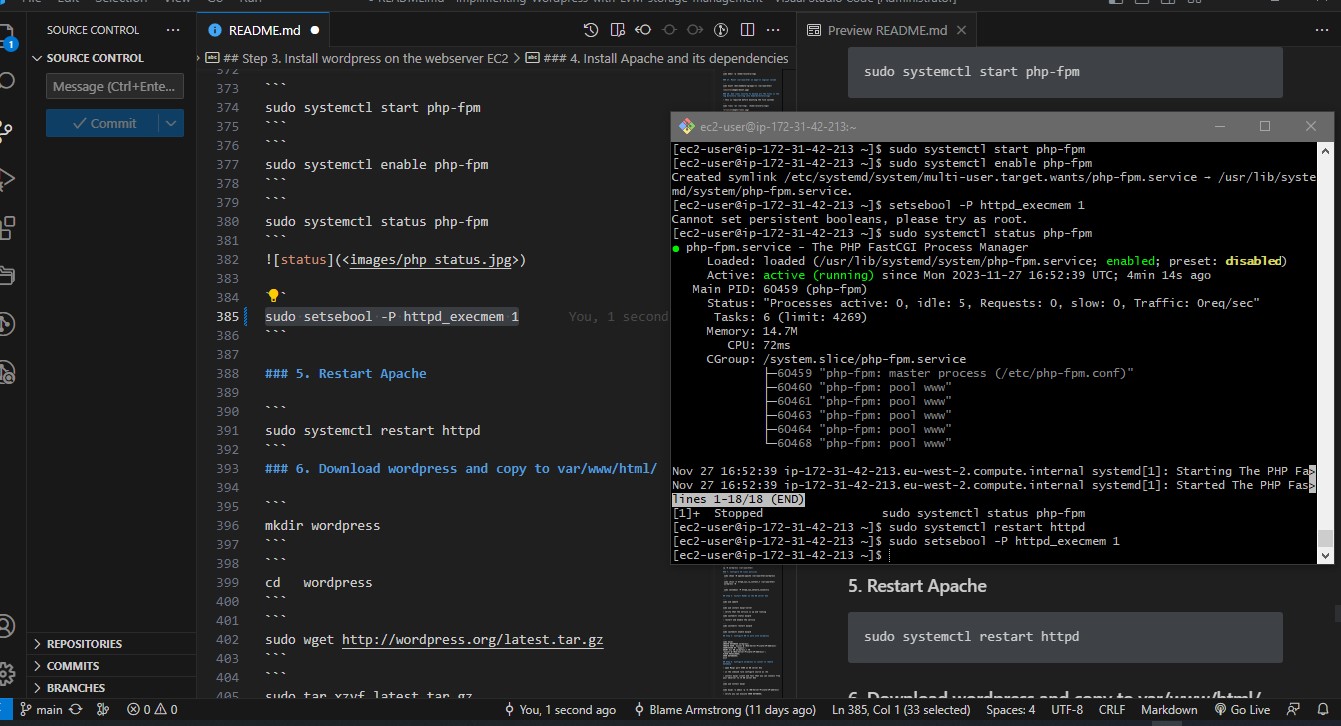 SOURCE CONTROL
SOURCE CONTROL
Message (Ctrl+Ente...
Commit
REPOSITORIES
COMMITS
BRANCHES
1
README.md
## Step 3. Install wordpress on the webserver EC2 > ### 4. Install Apache and its dependencies
373 ```
374 sudo systemctl start php-fpm
375 ```
376 ```
377 sudo systemctl enable php-fpm
378 ```
379 ```
380 sudo systemctl status php-fpm
381 ```
382 ![status](<images/php status.jpg>)
383
384
385 sudo setsebool -P httpd_execmem 1 You, 1 second
386 ```
387
388 ### 5. Restart Apache
389
390 ```
391 sudo systemctl restart httpd
392 ```
393 ### 6. Download wordpress and copy to var/www/html/
394
395 ```
396 mkdir wordpress
397 ```
398 ```
399 cd   wordpress
400 ```
401 ```
402 sudo wget http://wordpress.org/latest.tar.gz
403 ```
404 ```
405 sudo tar xzvf latest.tar.gz
Preview README.md
sudo systemctl start php-fpm
ec2-user@ip-172-31-42-213:~
[ec2-user@ip-172-31-42-213 ~]$ sudo systemctl start php-fpm
[ec2-user@ip-172-31-42-213 ~]$ sudo systemctl enable php-fpm
Created symlink /etc/systemd/system/multi-user.target.wants/php-fpm.service → /usr/lib/syste
md/system/php-fpm.service.
[ec2-user@ip-172-31-42-213 ~]$ setsebool -P httpd_execmem 1
Cannot set persistent booleans, please try as root.
[ec2-user@ip-172-31-42-213 ~]$ sudo systemctl status php-fpm
● php-fpm.service - The PHP FastCGI Process Manager
Loaded: loaded (/usr/lib/systemd/system/php-fpm.service; enabled; preset: disabled)
Active: active (running) since Mon 2023-11-27 16:52:39 UTC; 4min 14s ago
Main PID: 60459 (php-fpm)
Status: "Processes active: 0, idle: 5, Requests: 0, slow: 0, Traffic: 0req/sec"
Tasks: 6 (limit: 4269)
Memory: 14.7M
CPU: 72ms
CGroup: /system.slice/php-fpm.service
├─60459 "php-fpm: master process (/etc/php-fpm.conf)"
├─60460 "php-fpm: pool www"
├─60461 "php-fpm: pool www"
├─60463 "php-fpm: pool www"
├─60464 "php-fpm: pool www"
└─60468 "php-fpm: pool www"
Nov 27 16:52:39 ip-172-31-42-213.eu-west-2.compute.internal systemd[1]: Starting The PHP Fa>
Nov 27 16:52:39 ip-172-31-42-213.eu-west-2.compute.internal systemd[1]: Started The PHP Fas>
lines 1-18/18 (END)
[1]+  Stopped                 sudo systemctl status php-fpm
[ec2-user@ip-172-31-42-213 ~]$ sudo systemctl restart httpd
[ec2-user@ip-172-31-42-213 ~]$ sudo setsebool -P httpd_execmem 1
[ec2-user@ip-172-31-42-213 ~]$
5. Restart Apache
sudo systemctl restart httpd
6. Download wordpress and copy to var/www/html/
main
0 0
You, 1 second ago
Blame Armstrong (11 days ago)
Ln 385, Col 1 (33 selected)
Spaces: 4
UTF-8
CRLF
Markdown
Go Live